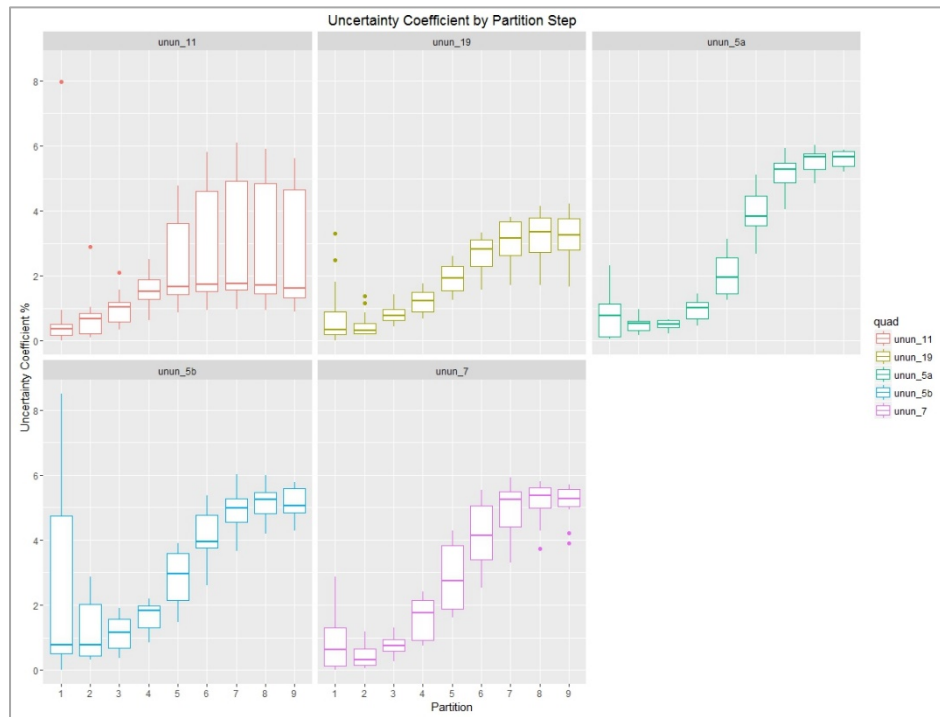 Uncertainty Coefficient by Partition Step
unun_11
unun_19
unun_5a
8
6
4
2
0
Uncertainty Coefficient %
unun_5b
unun_7
8
6
4
2
0
1 2 3 4 5 6 7 8 9
1 2 3 4 5 6 7 8 9
Partition
quad
unun_11
unun_19
unun_5a
unun_5b
unun_7